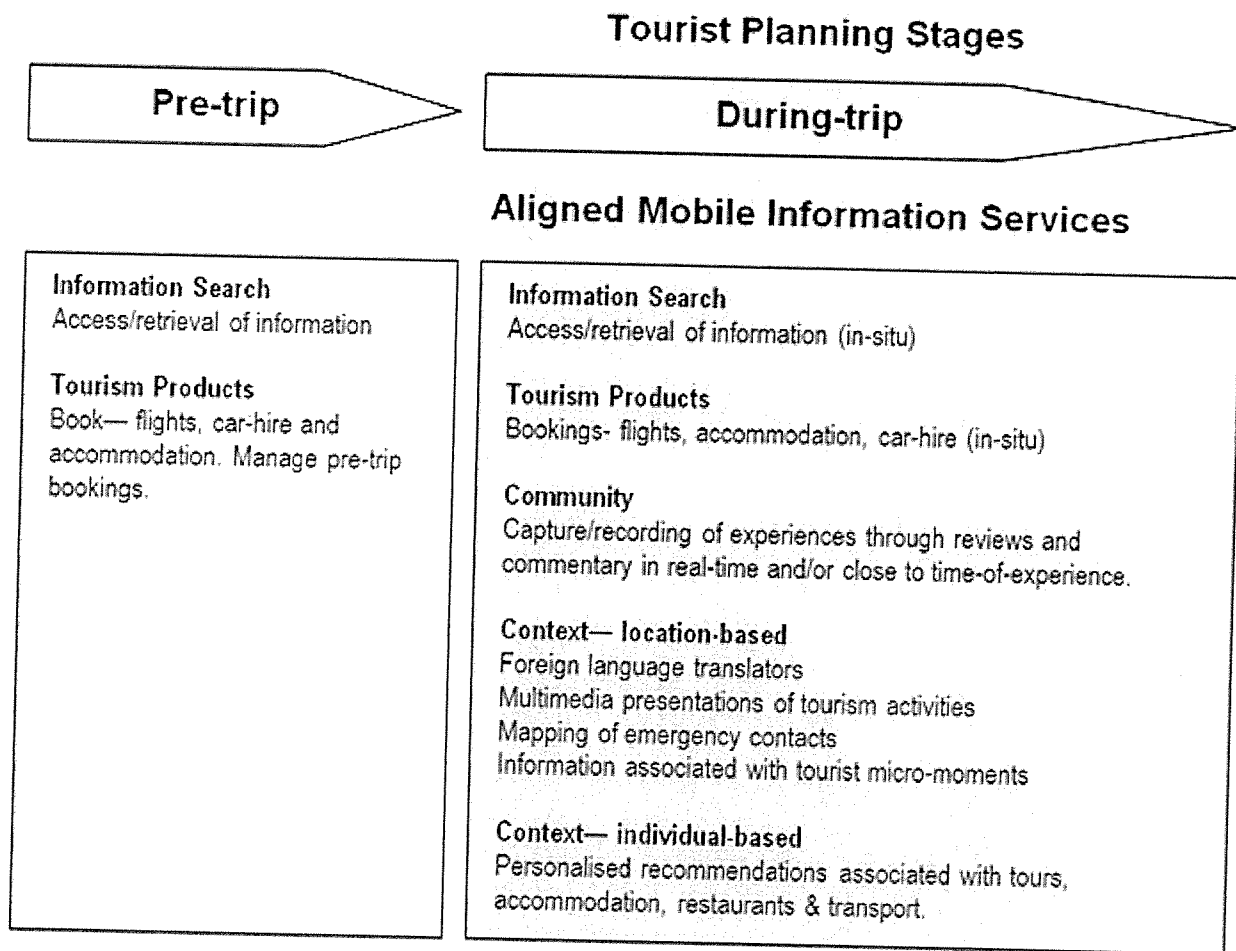 Tourist Planning Stages
Pre-trip
During-trip
Aligned Mobile Information Services
Information Search
Access/retrieval of information
Tourism Products
Book— flights, car-hire and
accommodation. Manage pre-trip
bookings.
Information Search
Access/retrieval of information (in-situ)
Tourism Products
Bookings- flights, accommodation, car-hire (in-situ)
Community
Capture/recording of experiences through reviews and
commentary in real-time and/or close to time-of-experience.
Context— location-based
Foreign language translators
Multimedia presentations of tourism activities
Mapping of emergency contacts
Information associated with tourist micro-moments
Context— individual-based
Personalised recommendations associated with tours,
accommodation, restaurants & transport.